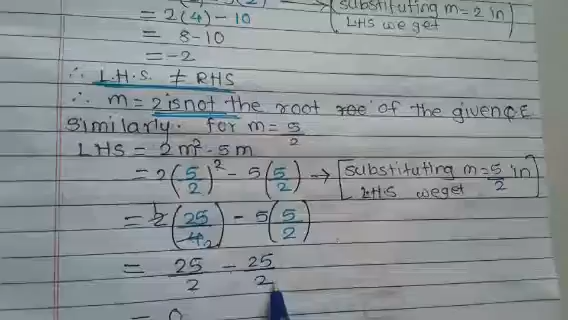 = 2(4) - 10 → [substituting m = 2 in
LHS we get]
= 8 - 10
= -2
∴ L.H.S. ≠ RHS
∴ m = 2 is not the root of the given Q.E.
Similarly. for m = 5/2
LHS = 2m² - 5m
= 2(5/2)² - 5(5/2) → [substituting m = 5/2 in
LHS we get]
= 2(25/4 2) - 5(5/2)
= 25/2 - 25/2
= 0